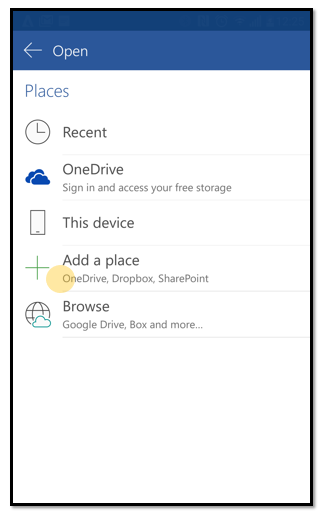 Open
Places
Recent
OneDrive
Sign in and access your free storage
This device
Add a place
OneDrive, Dropbox, SharePoint
Browse
Google Drive, Box and more...